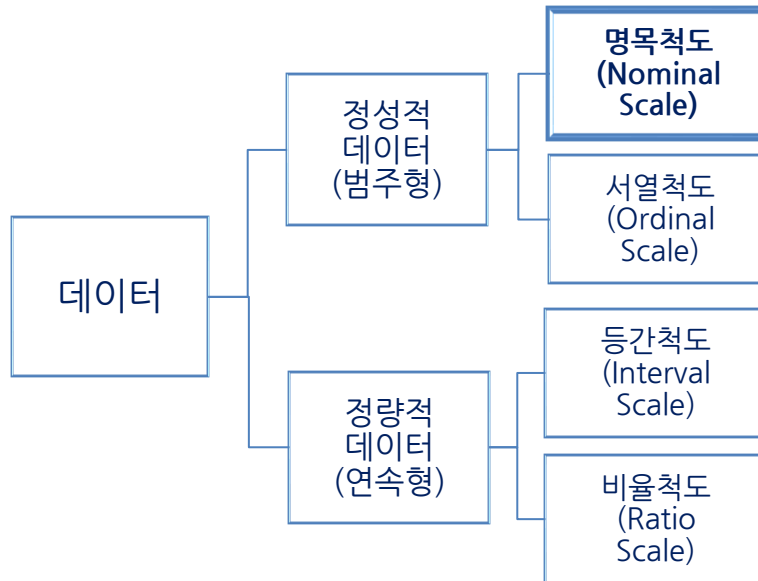 데이터
정성적
데이터
(범주형)
명목척도
(Nominal
Scale)
서열척도
(Ordinal
Scale)
정량적
데이터
(연속형)
등간척도
(Interval
Scale)
비율척도
(Ratio
Scale)